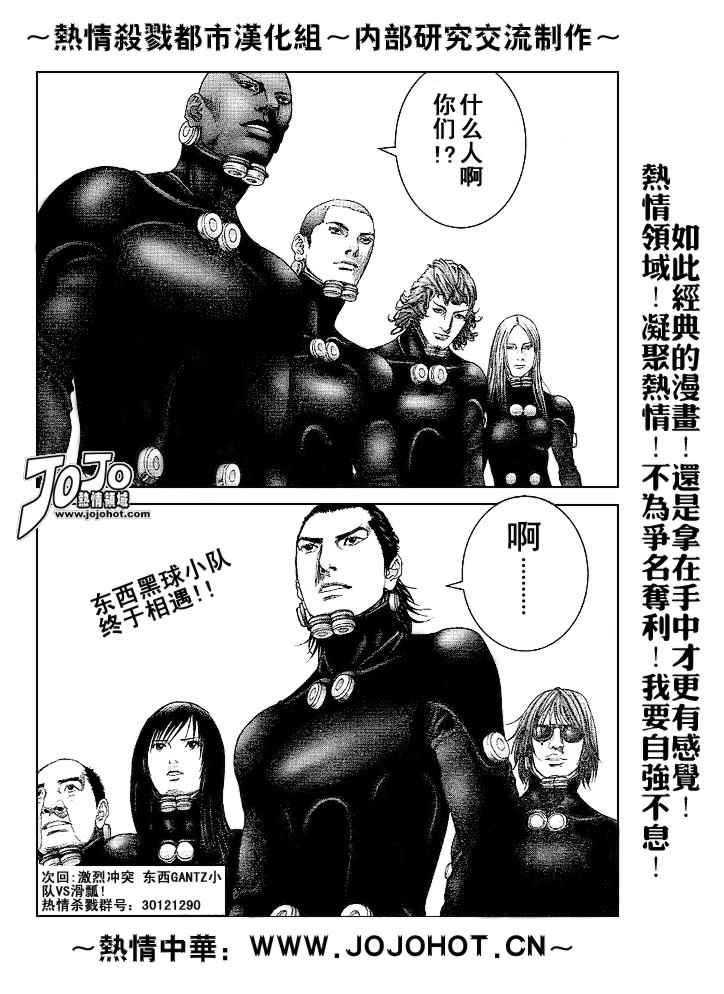 ～熱情殺戮都市漢化組～内部研究交流制作～
什么人啊
你们!?
如此經典的漫畫！還是拿在手中才更有感覺！
熱情領域！凝聚熱情！不為爭名奪利！我要自強不息！
JOJO
熱情領域
www.jojohot.com
啊………
东西黑球小队
终于相遇!!
次回:激烈冲突 东西GANTZ小
队VS滑瓢!
热情杀戮群号: 30121290
～熱情中華: WWW.JOJOHOT.CN～